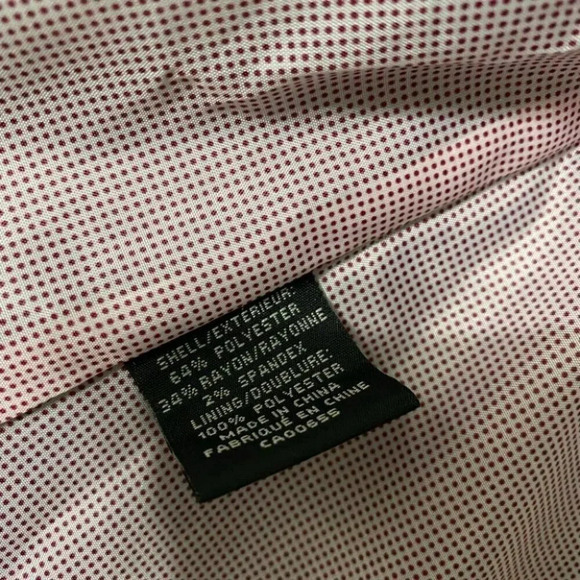 SHELL/EXTERIEUR:
64% POLYESTER
34% RAYON/RAYONNE
2% SPANDEX
LINING/DOUBLURE:
100% POLYESTER
MADE IN CHINA
FABRIQUÉ EN CHINE
CA00655